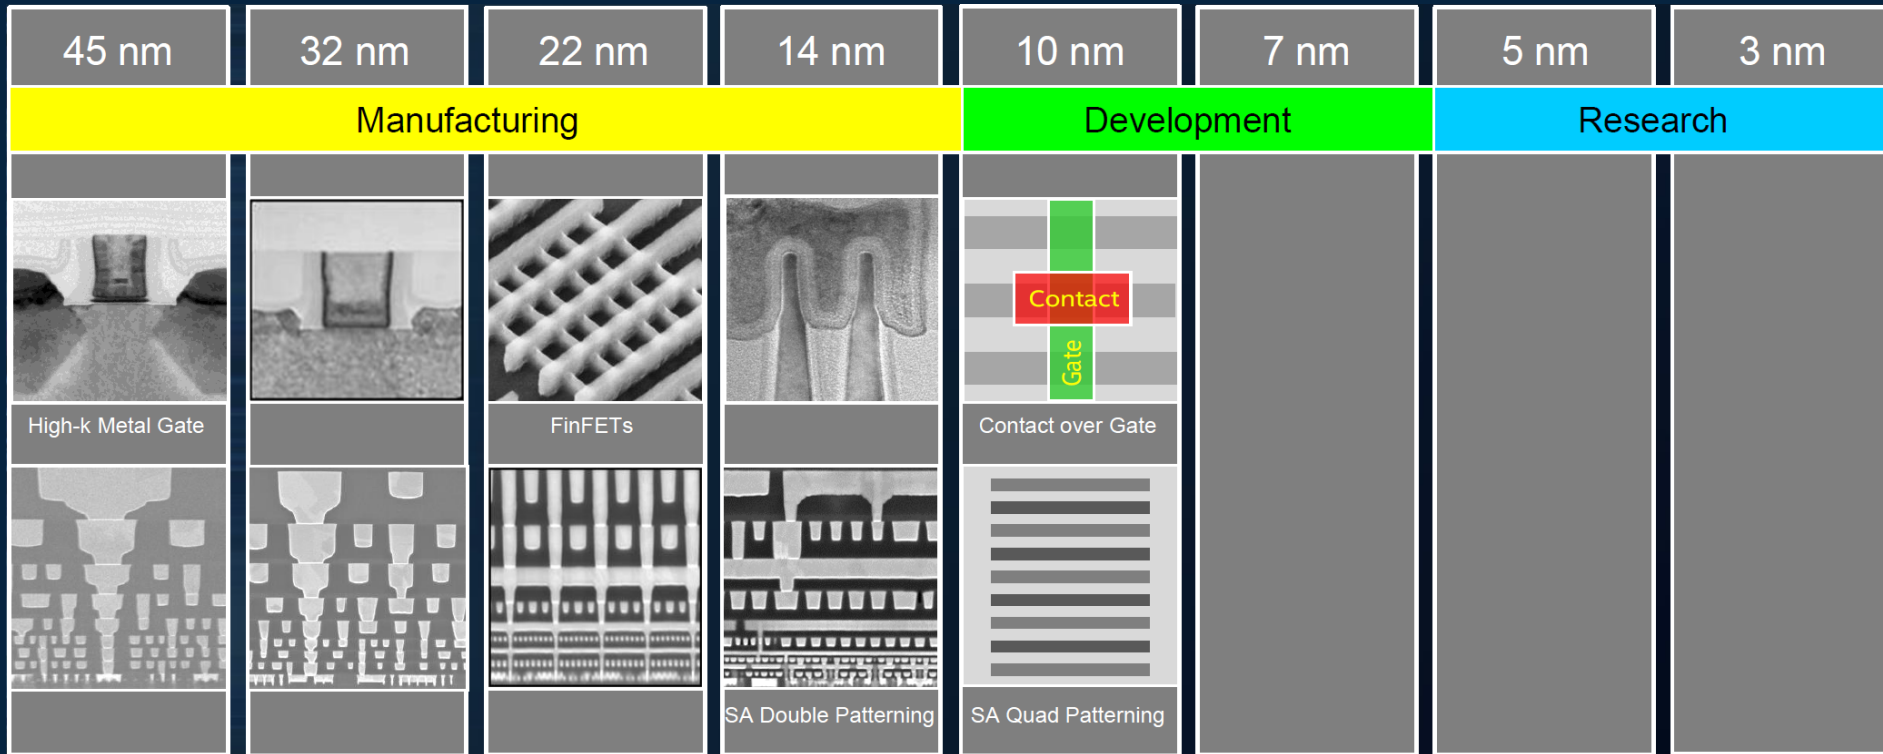 45 nm
32 nm
22 nm
14 nm
10 nm
7 nm
5 nm
3 nm
Manufacturing
Development
Research
Contact
Gate
High-k Metal Gate
FinFETs
Contact over Gate
SA Double Patterning
SA Quad Patterning